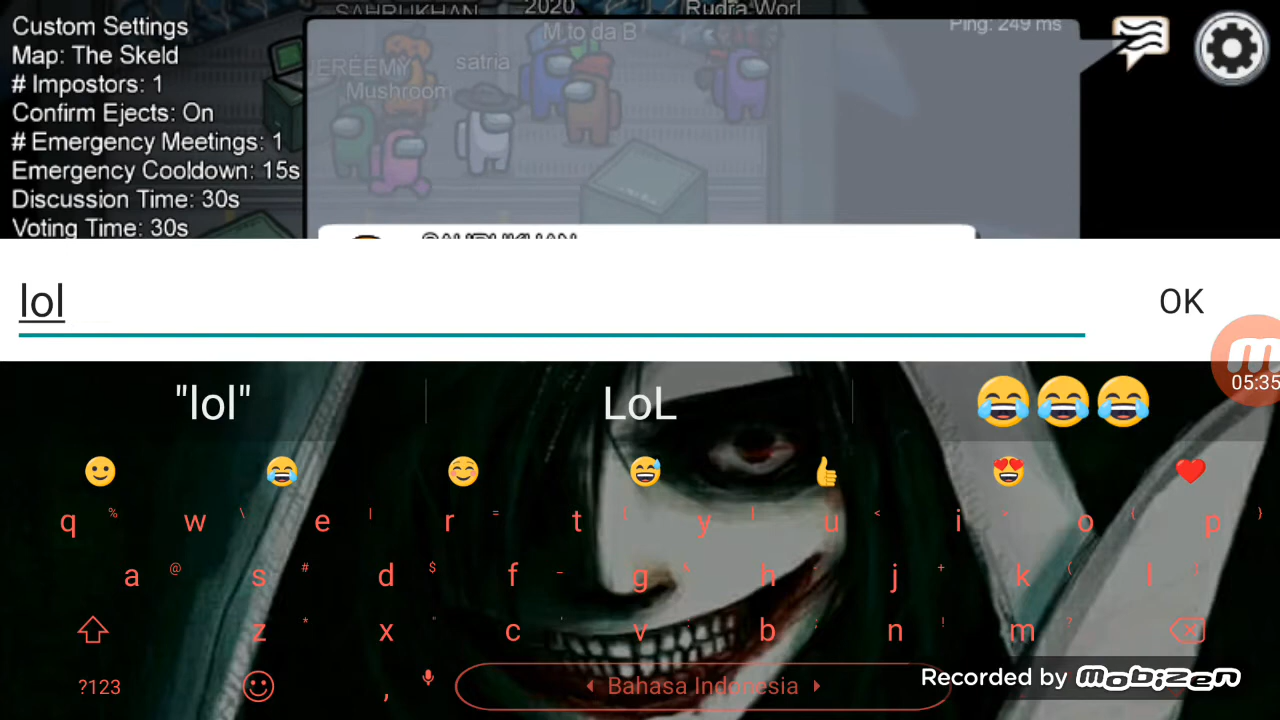 SAHRUKHAN
2020
Rudra Worl
Custom Settings
Ping: 249 ms
M to da B
Map: The Skeld
JEREEMY
satria
# Impostors: 1
Mushroom
Confirm Ejects: On
# Emergency Meetings: 1
Emergency Cooldown: 15s
Discussion Time: 30s
Voting Time: 30s
SAHRUKHAN
lol
OK
05:35
"lol"
LoL
q w e r t y u i o p
a s d f g h j k l
z x c v b n m
?123
,
Bahasa Indonesia
Recorded by mobizen